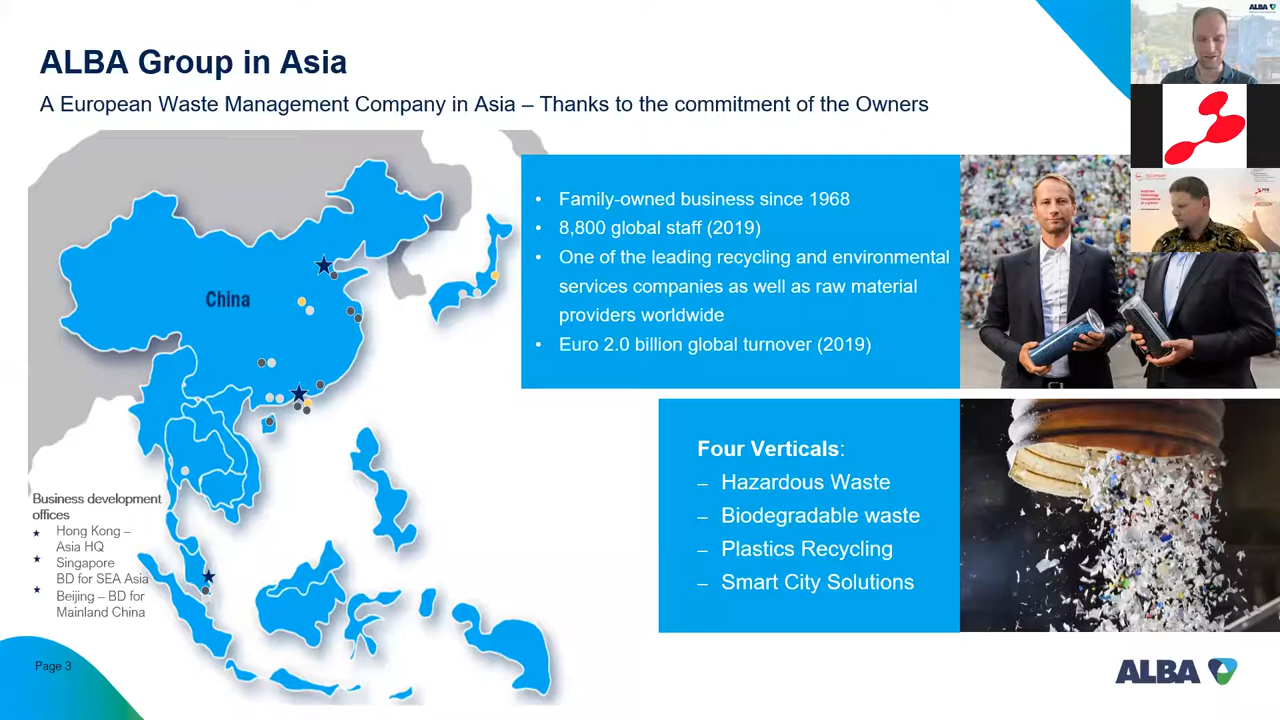 ALBA Group in Asia
A European Waste Management Company in Asia – Thanks to the commitment of the Owners
• Family-owned business since 1968
• 8,800 global staff (2019)
• One of the leading recycling and environmental
services companies as well as raw material
providers worldwide
• Euro 2.0 billion global turnover (2019)
China
Four Verticals:
– Hazardous Waste
– Biodegradable waste
– Plastics Recycling
– Smart City Solutions
Business development
offices
Hong Kong –
Asia HQ
Singapore
BD for SEA Asia
Beijing – BD for
Mainland China
Page 3
ALBA
ALBA